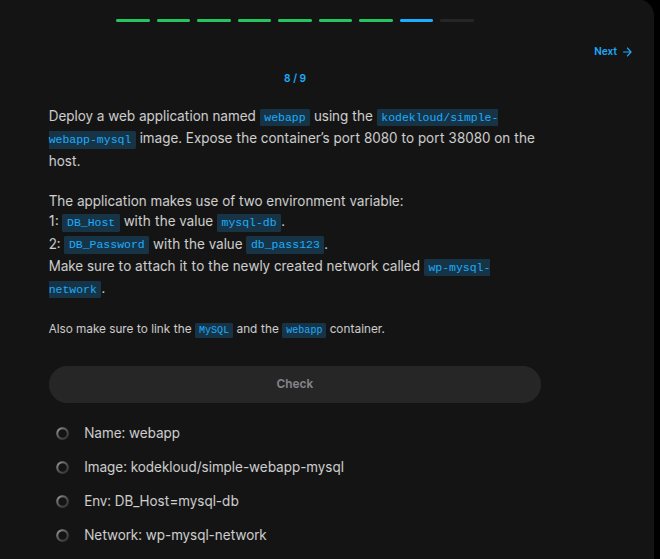 Next →
8 / 9
Deploy a web application named webapp using the kodekloud/simple-
webapp-mysql image. Expose the container's port 8080 to port 38080 on the
host.
The application makes use of two environment variable:
1: DB_Host with the value mysql-db.
2: DB_Password with the value db_pass123.
Make sure to attach it to the newly created network called wp-mysql-
network.
Also make sure to link the MySQL and the webapp container.
Check
Name: webapp
Image: kodekloud/simple-webapp-mysql
Env: DB_Host=mysql-db
Network: wp-mysql-network